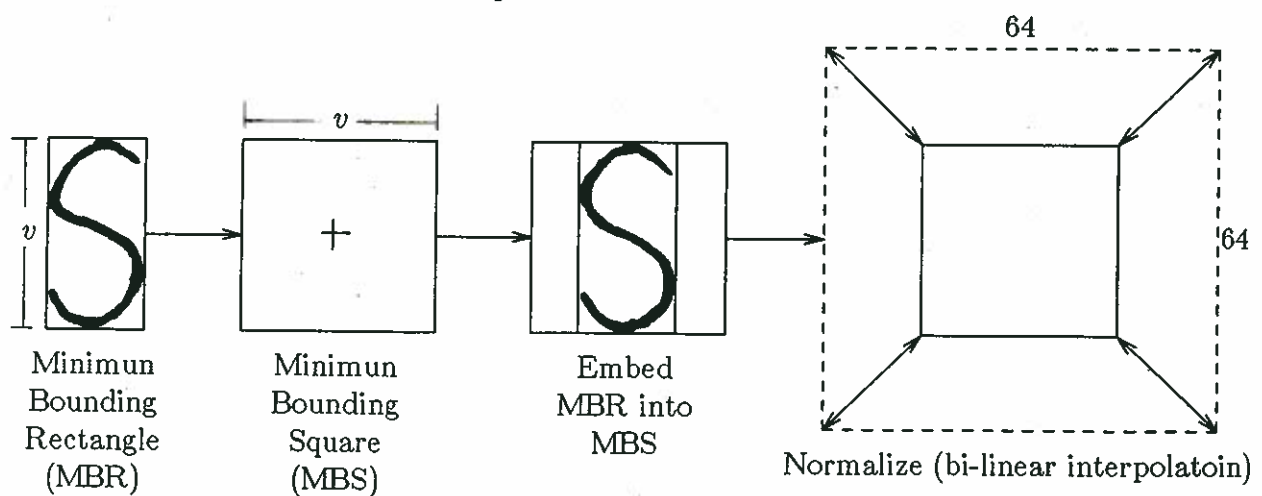 64
v
v
64
Minimun
Bounding
Rectangle
(MBR)
Minimun
Bounding
Square
(MBS)
Embed
MBR into
MBS
Normalize (bi-linear interpolatoin)